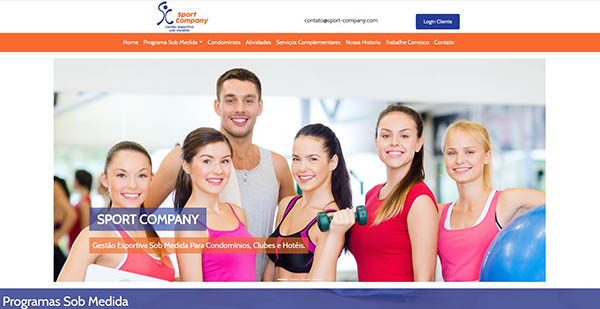 Sport
Company
Gestão esportiva
sob medida
contato@sport-company.com
Login Cliente
Home Programa Sob Medida Condomínios Atividades Serviços Complementares Nossa Historia Trabalhe Conosco Contato
SPORT COMPANY
Gestão Esportiva Sob Medida Para Condomínios, Clubes e Hotéis.
Programas Sob Medida